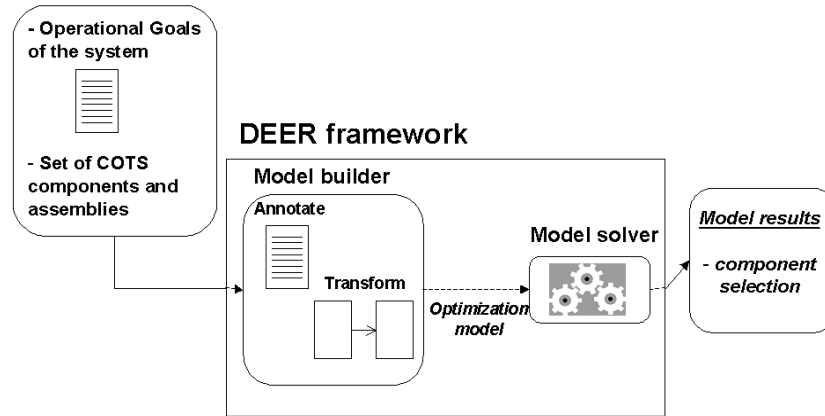 - Operational Goals
of the system
- Set of COTS
components and
assemblies
DEER framework
Model builder
Annotate
Transform
Optimization
model
Model solver
Model results
- component
selection